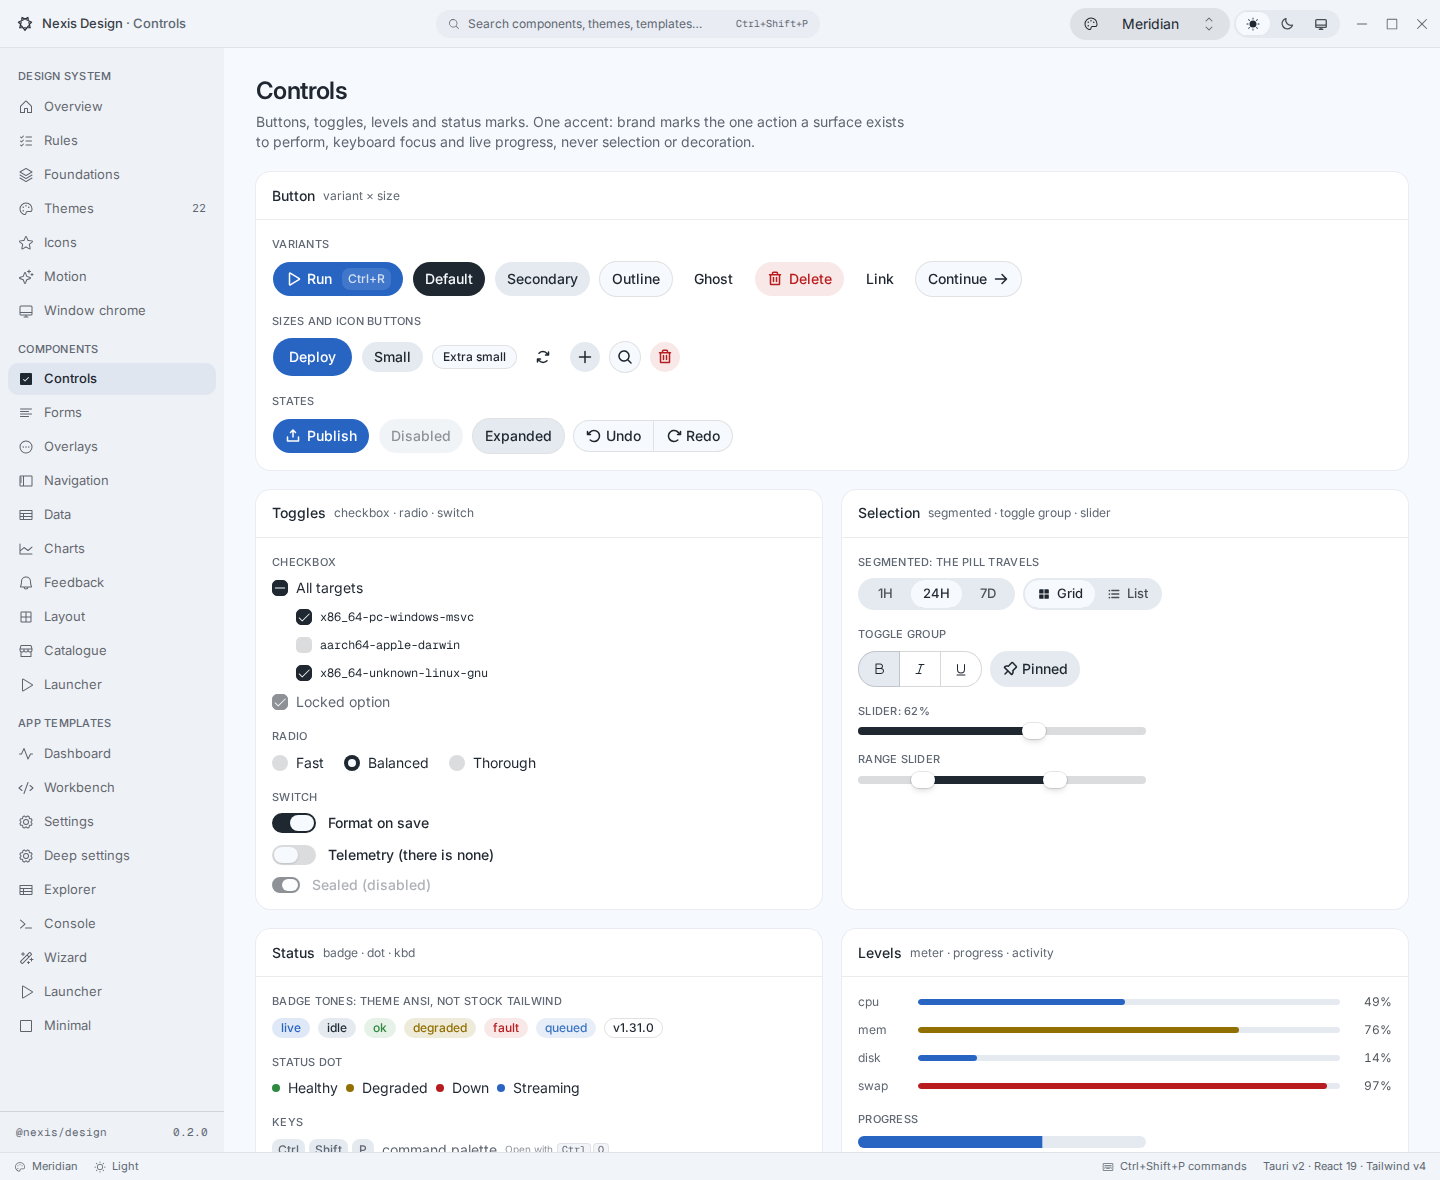 Nexis Design · Controls
Search components, themes, templates... Ctrl+Shift+P
Meridian
DESIGN SYSTEM
Overview
Rules
Foundations
Themes 22
Icons
Motion
Window chrome
COMPONENTS
Controls
Forms
Overlays
Navigation
Data
Charts
Feedback
Layout
Catalogue
Launcher
APP TEMPLATES
Dashboard
Workbench
Settings
Deep settings
Explorer
Console
Wizard
Launcher
Minimal
@nexis/design 0.2.0
Controls
Buttons, toggles, levels and status marks. One accent: brand marks the one action a surface exists
to perform, keyboard focus and live progress, never selection or decoration.
Button variant × size
VARIANTS
Run Ctrl+R Default Secondary Outline Ghost Delete Link Continue
SIZES AND ICON BUTTONS
Deploy Small Extra small
STATES
Publish Disabled Expanded Undo Redo
Toggles checkbox · radio · switch
CHECKBOX
All targets
x86_64-pc-windows-msvc
aarch64-apple-darwin
x86_64-unknown-linux-gnu
Locked option
RADIO
Fast Balanced Thorough
SWITCH
Format on save
Telemetry (there is none)
Sealed (disabled)
Selection segmented · toggle group · slider
SEGMENTED: THE PILL TRAVELS
1H 24H 7D Grid List
TOGGLE GROUP
B I U Pinned
SLIDER: 62%
RANGE SLIDER
Status badge · dot · kbd
BADGE TONES: THEME ANSI, NOT STOCK TAILWIND
live idle ok degraded fault queued v1.31.0
STATUS DOT
Healthy Degraded Down Streaming
KEYS
Ctrl Shift P command palette Open with Ctrl O
Levels meter · progress · activity
cpu 49%
mem 76%
disk 14%
swap 97%
PROGRESS
Meridian Light
Ctrl+Shift+P commands Tauri v2 · React 19 · Tailwind v4